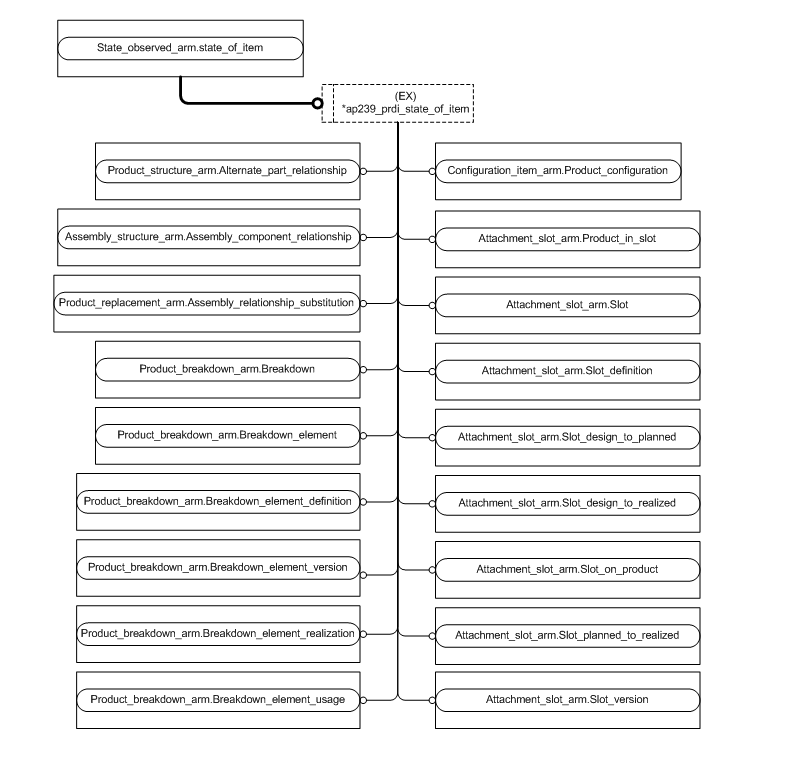 State_observed_arm.state_of_item
(EX)
*ap239_prdi_state_of_item
Product_structure_arm.Alternate_part_relationship
Configuration_item_arm.Product_configuration
Assembly_structure_arm.Assembly_component_relationship
Attachment_slot_arm.Product_in_slot
Product_replacement_arm.Assembly_relationship_substitution
Attachment_slot_arm.Slot
Product_breakdown_arm.Breakdown
Attachment_slot_arm.Slot_definition
Product_breakdown_arm.Breakdown_element
Attachment_slot_arm.Slot_design_to_planned
Product_breakdown_arm.Breakdown_element_definition
Attachment_slot_arm.Slot_design_to_realized
Product_breakdown_arm.Breakdown_element_version
Attachment_slot_arm.Slot_on_product
Product_breakdown_arm.Breakdown_element_realization
Attachment_slot_arm.Slot_planned_to_realized
Product_breakdown_arm.Breakdown_element_usage
Attachment_slot_arm.Slot_version